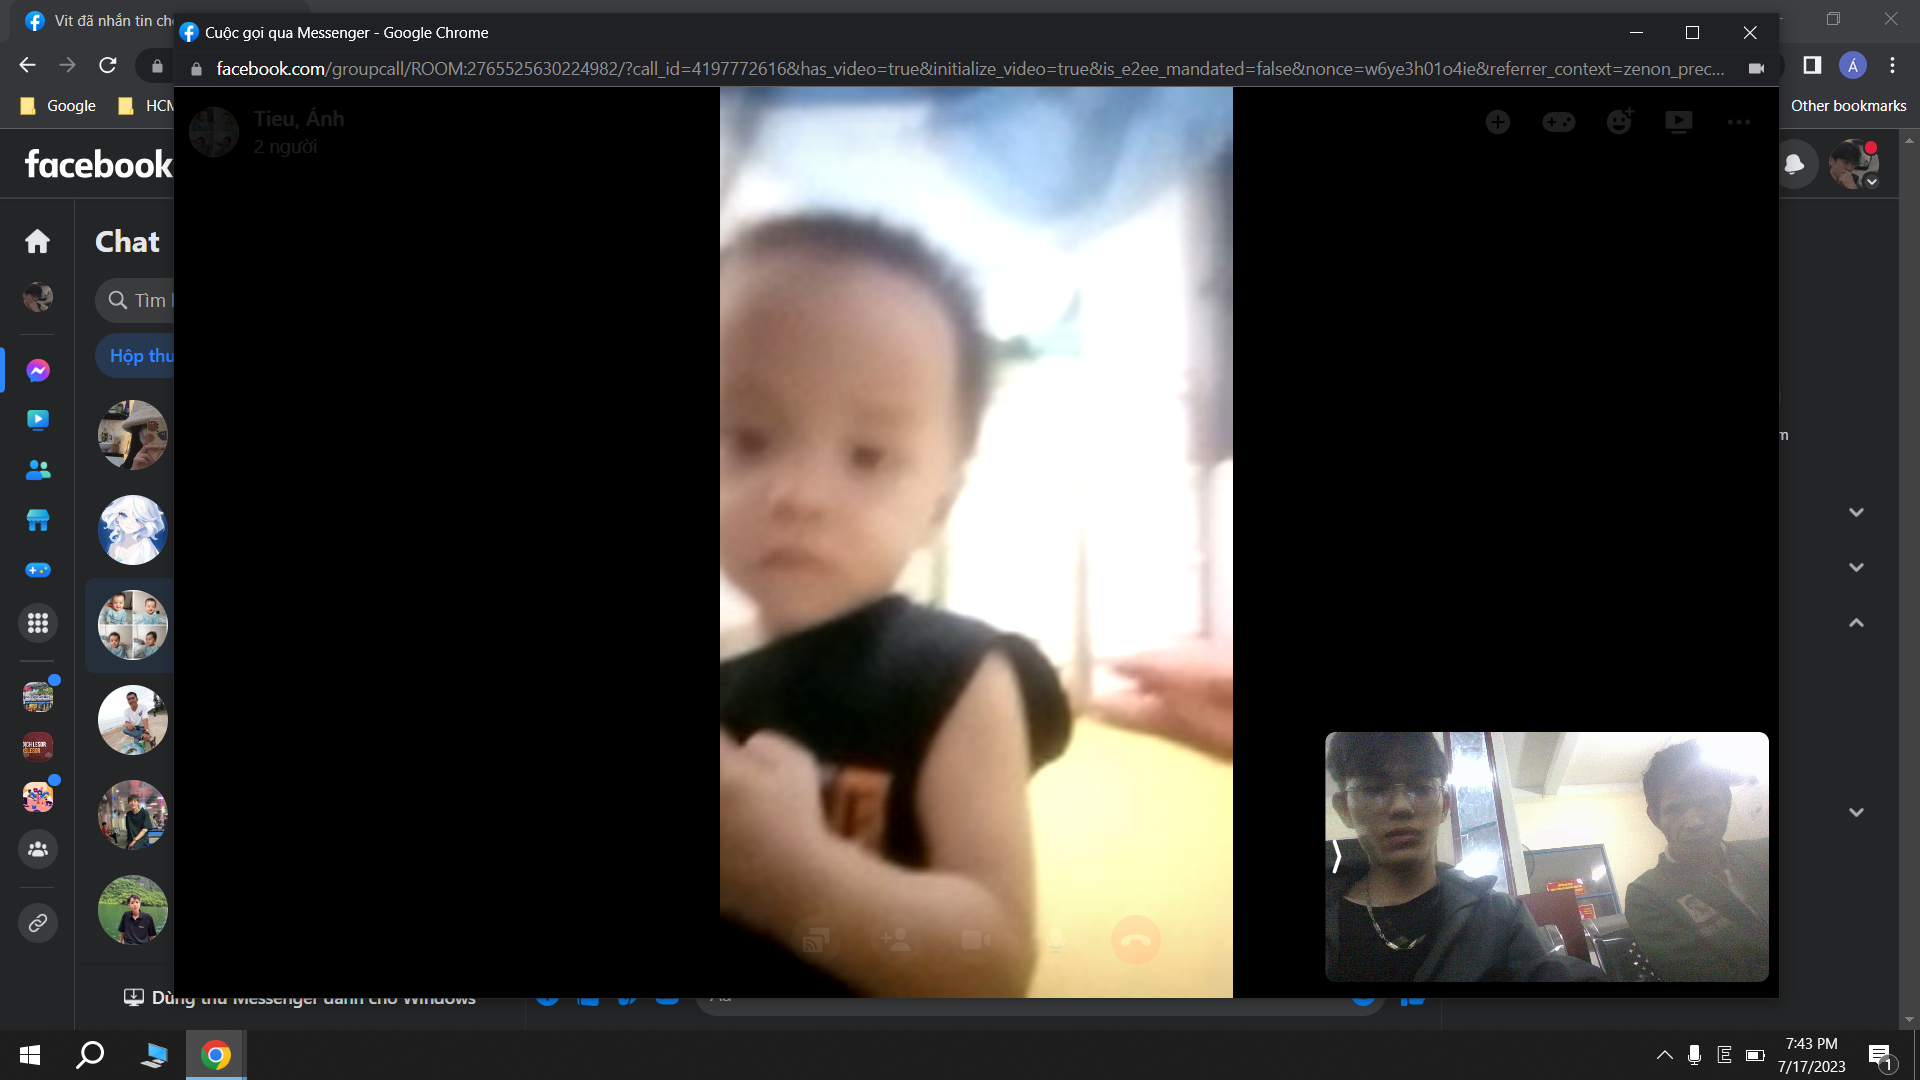 Vit đã nhắn tin ch
Cuộc gọi qua Messenger - Google Chrome
facebook.com/groupcall/ROOM:2765525630224982/?call_id=4197772616&has_video=true&initialize_video=true&is_e2ee_mandated=false&nonce=w6ye3h01o4ie&referrer_context=zenon_prec...
Á
Google
HCM
Other bookmarks
Tieu, Ánh
2 người
facebook
Chat
Tìm
Hộp thư
m
Dùng thử Messenger dành cho Windows
Aa
E
7:43 PM
7/17/2023
1